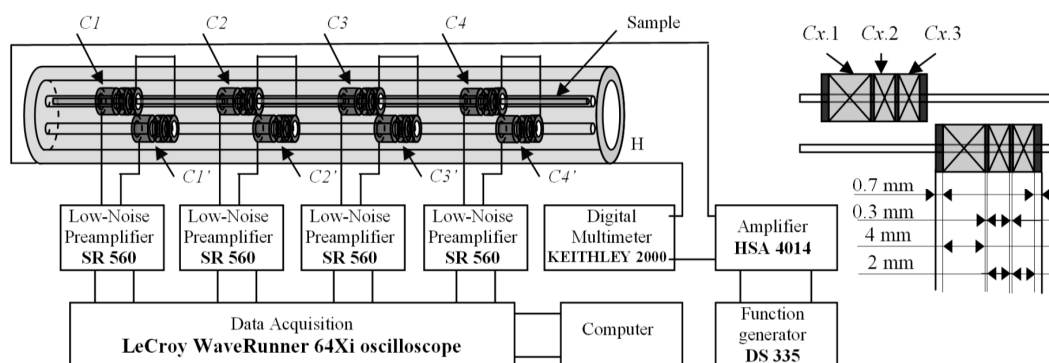 C1
C2
C3
C4
Sample
H
C1'
C2'
C3'
C4'
Low-Noise
Preamplifier
SR 560
Low-Noise
Preamplifier
SR 560
Low-Noise
Preamplifier
SR 560
Low-Noise
Preamplifier
SR 560
Digital
Multimeter
KEITHLEY 2000
Amplifier
HSA 4014
Data Acquisition
LeCroy WaveRunner 64Xi oscilloscope
Computer
Function
generator
DS 335
Cx.1
Cx.2
Cx.3
0.7 mm
0.3 mm
4 mm
2 mm